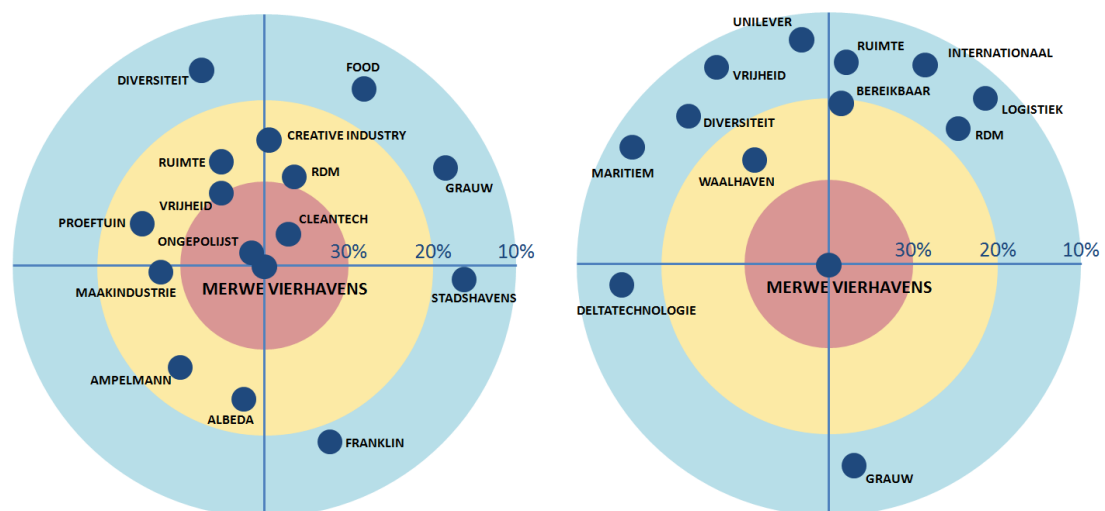 DIVERSITEIT
FOOD
CREATIVE INDUSTRY
RUIMTE
RDM
GRAUW
VRIJHEID
PROEFTUIN
CLEANTECH
ONGEPOLIJST
30%
20%
10%
MAAKINDUSTRIE
MERWE VIERHAVENS
STADSHAVENS
AMPELMANN
ALBEDA
FRANKLIN
UNILEVER
RUIMTE
INTERNATIONAAL
VRIJHEID
BEREIKBAAR
LOGISTIEK
DIVERSITEIT
RDM
MARITIEM
WAALHAVEN
30%
20%
10%
MERWE VIERHAVENS
DELTATECHNOLOGIE
GRAUW